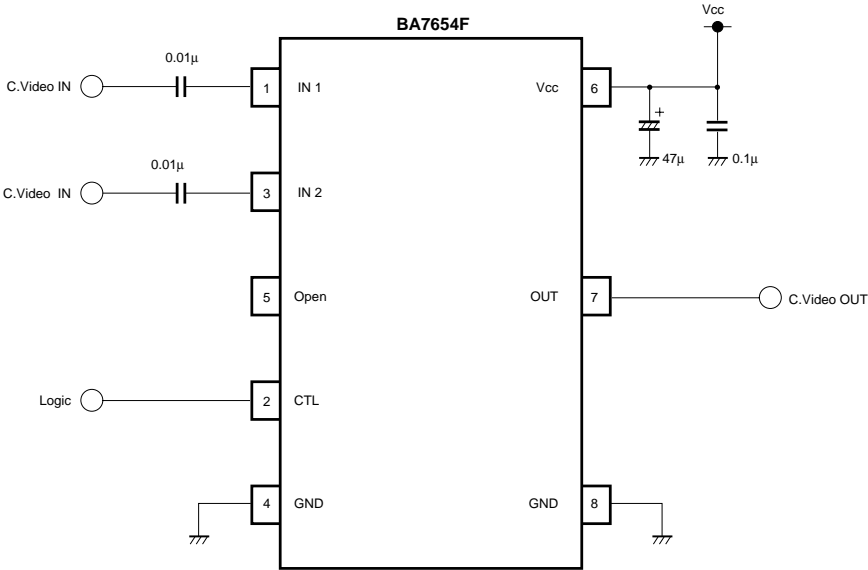 BA7654F
Vcc
0.01μ
C.Video IN
1
IN 1
Vcc
6
+
47μ
0.1μ
0.01μ
C.Video IN
3
IN 2
5
Open
OUT
7
C.Video OUT
Logic
2
CTL
4
GND
GND
8